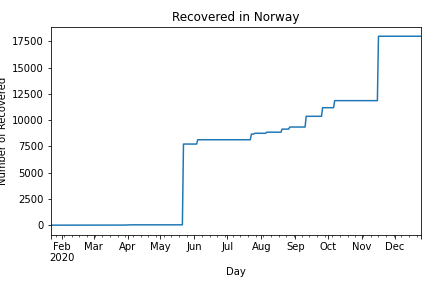 Recovered in Norway
Number of Recovered
17500
15000
12500
10000
7500
5000
2500
0
Feb Mar Apr May Jun Jul Aug Sep Oct Nov Dec
2020
Day